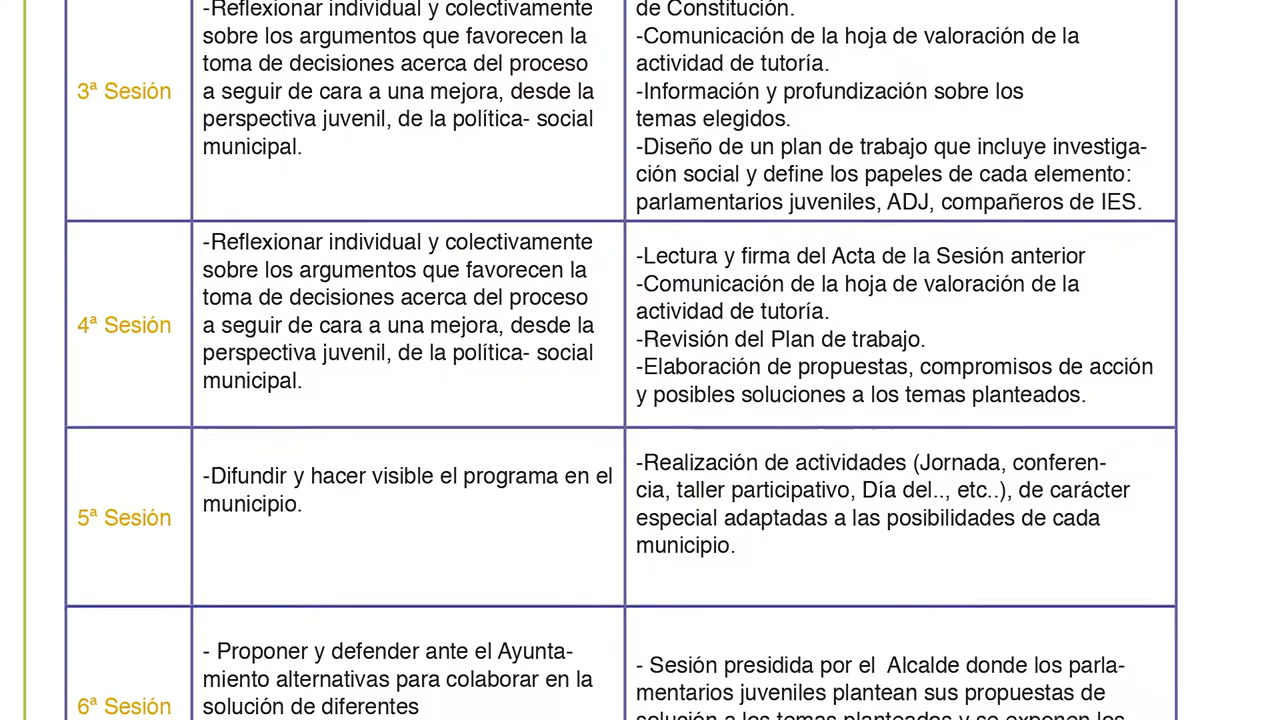 -Reflexionar individual y colectivamente
sobre los argumentos que favorecen la
toma de decisiones acerca del proceso
a seguir de cara a una mejora, desde la
perspectiva juvenil, de la política- social
municipal.
de Constitución.
-Comunicación de la hoja de valoración de la
actividad de tutoría.
-Información y profundización sobre los
temas elegidos.
-Diseño de un plan de trabajo que incluye investiga-
ción social y define los papeles de cada elemento:
parlamentarios juveniles, ADJ, compañeros de IES.
3ª Sesión
4ª Sesión
-Reflexionar individual y colectivamente
sobre los argumentos que favorecen la
toma de decisiones acerca del proceso
a seguir de cara a una mejora, desde la
perspectiva juvenil, de la política- social
municipal.
-Lectura y firma del Acta de la Sesión anterior
-Comunicación de la hoja de valoración de la
actividad de tutoría.
-Revisión del Plan de trabajo.
-Elaboración de propuestas, compromisos de acción
y posibles soluciones a los temas planteados.
5ª Sesión
-Difundir y hacer visible el programa en el
municipio.
-Realización de actividades (Jornada, conferen-
cia, taller participativo, Día del.., etc..), de carácter
especial adaptadas a las posibilidades de cada
municipio.
6ª Sesión
- Proponer y defender ante el Ayunta-
miento alternativas para colaborar en la
solución de diferentes
- Sesión presidida por el  Alcalde donde los parla-
mentarios juveniles plantean sus propuestas de
solución a los temas planteados y se exponen los